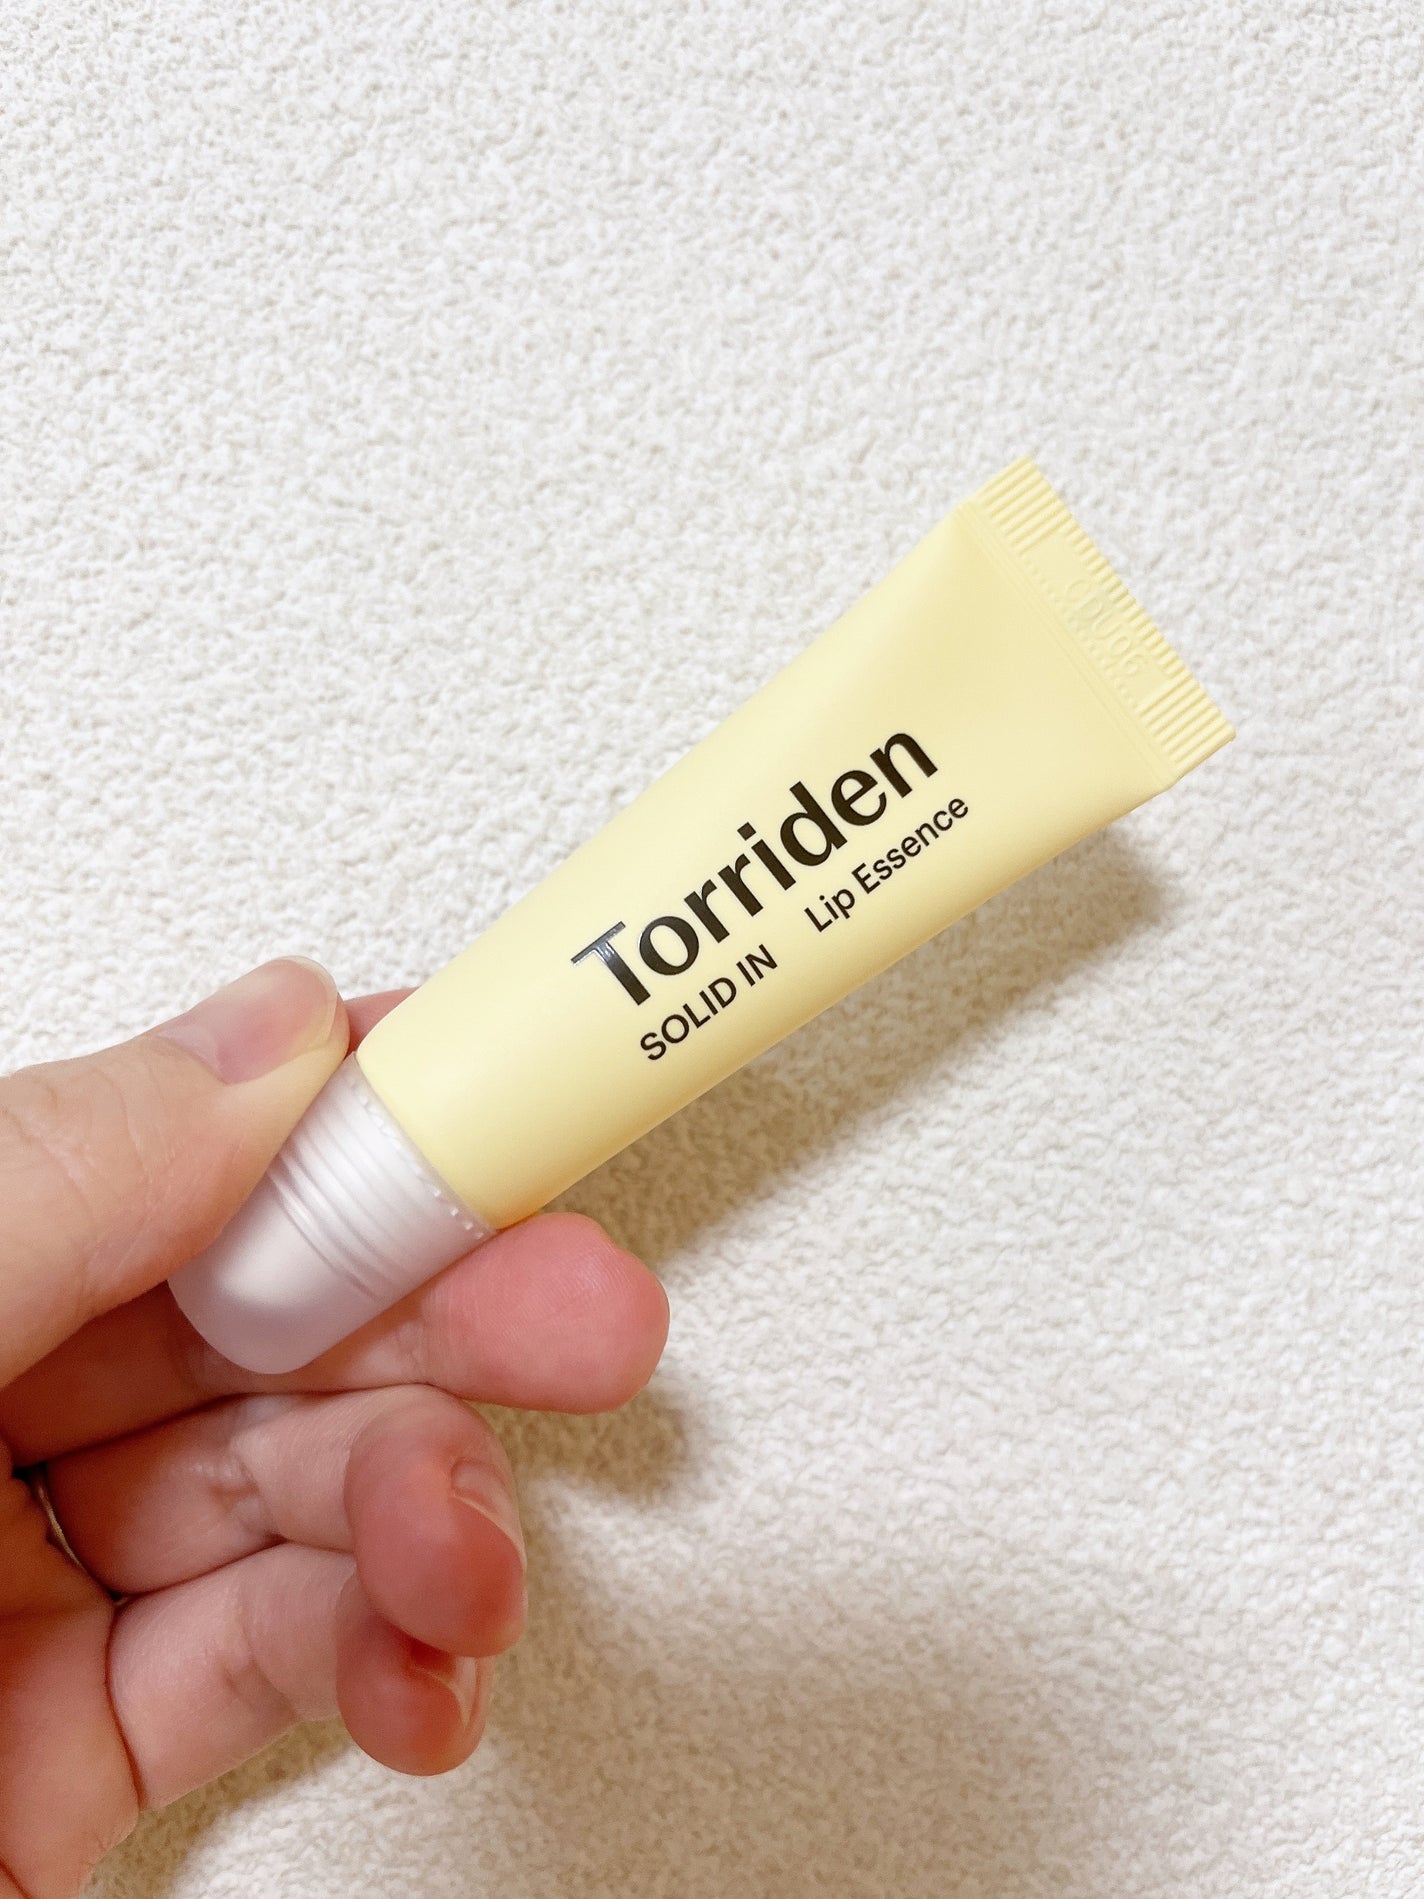 Torriden
SOLID IN Lip Essence